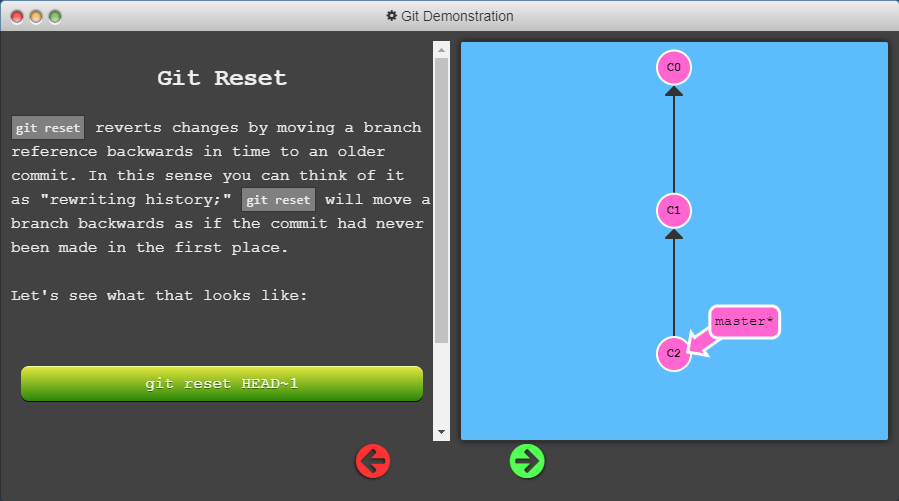 Git Demonstration
Git Reset
git reset reverts changes by moving a branch
reference backwards in time to an older
commit. In this sense you can think of it
as "rewriting history;" git reset will move a
branch backwards as if the commit had never
been made in the first place.
Let's see what that looks like:
git reset HEAD~1
C0
C1
master*
C2